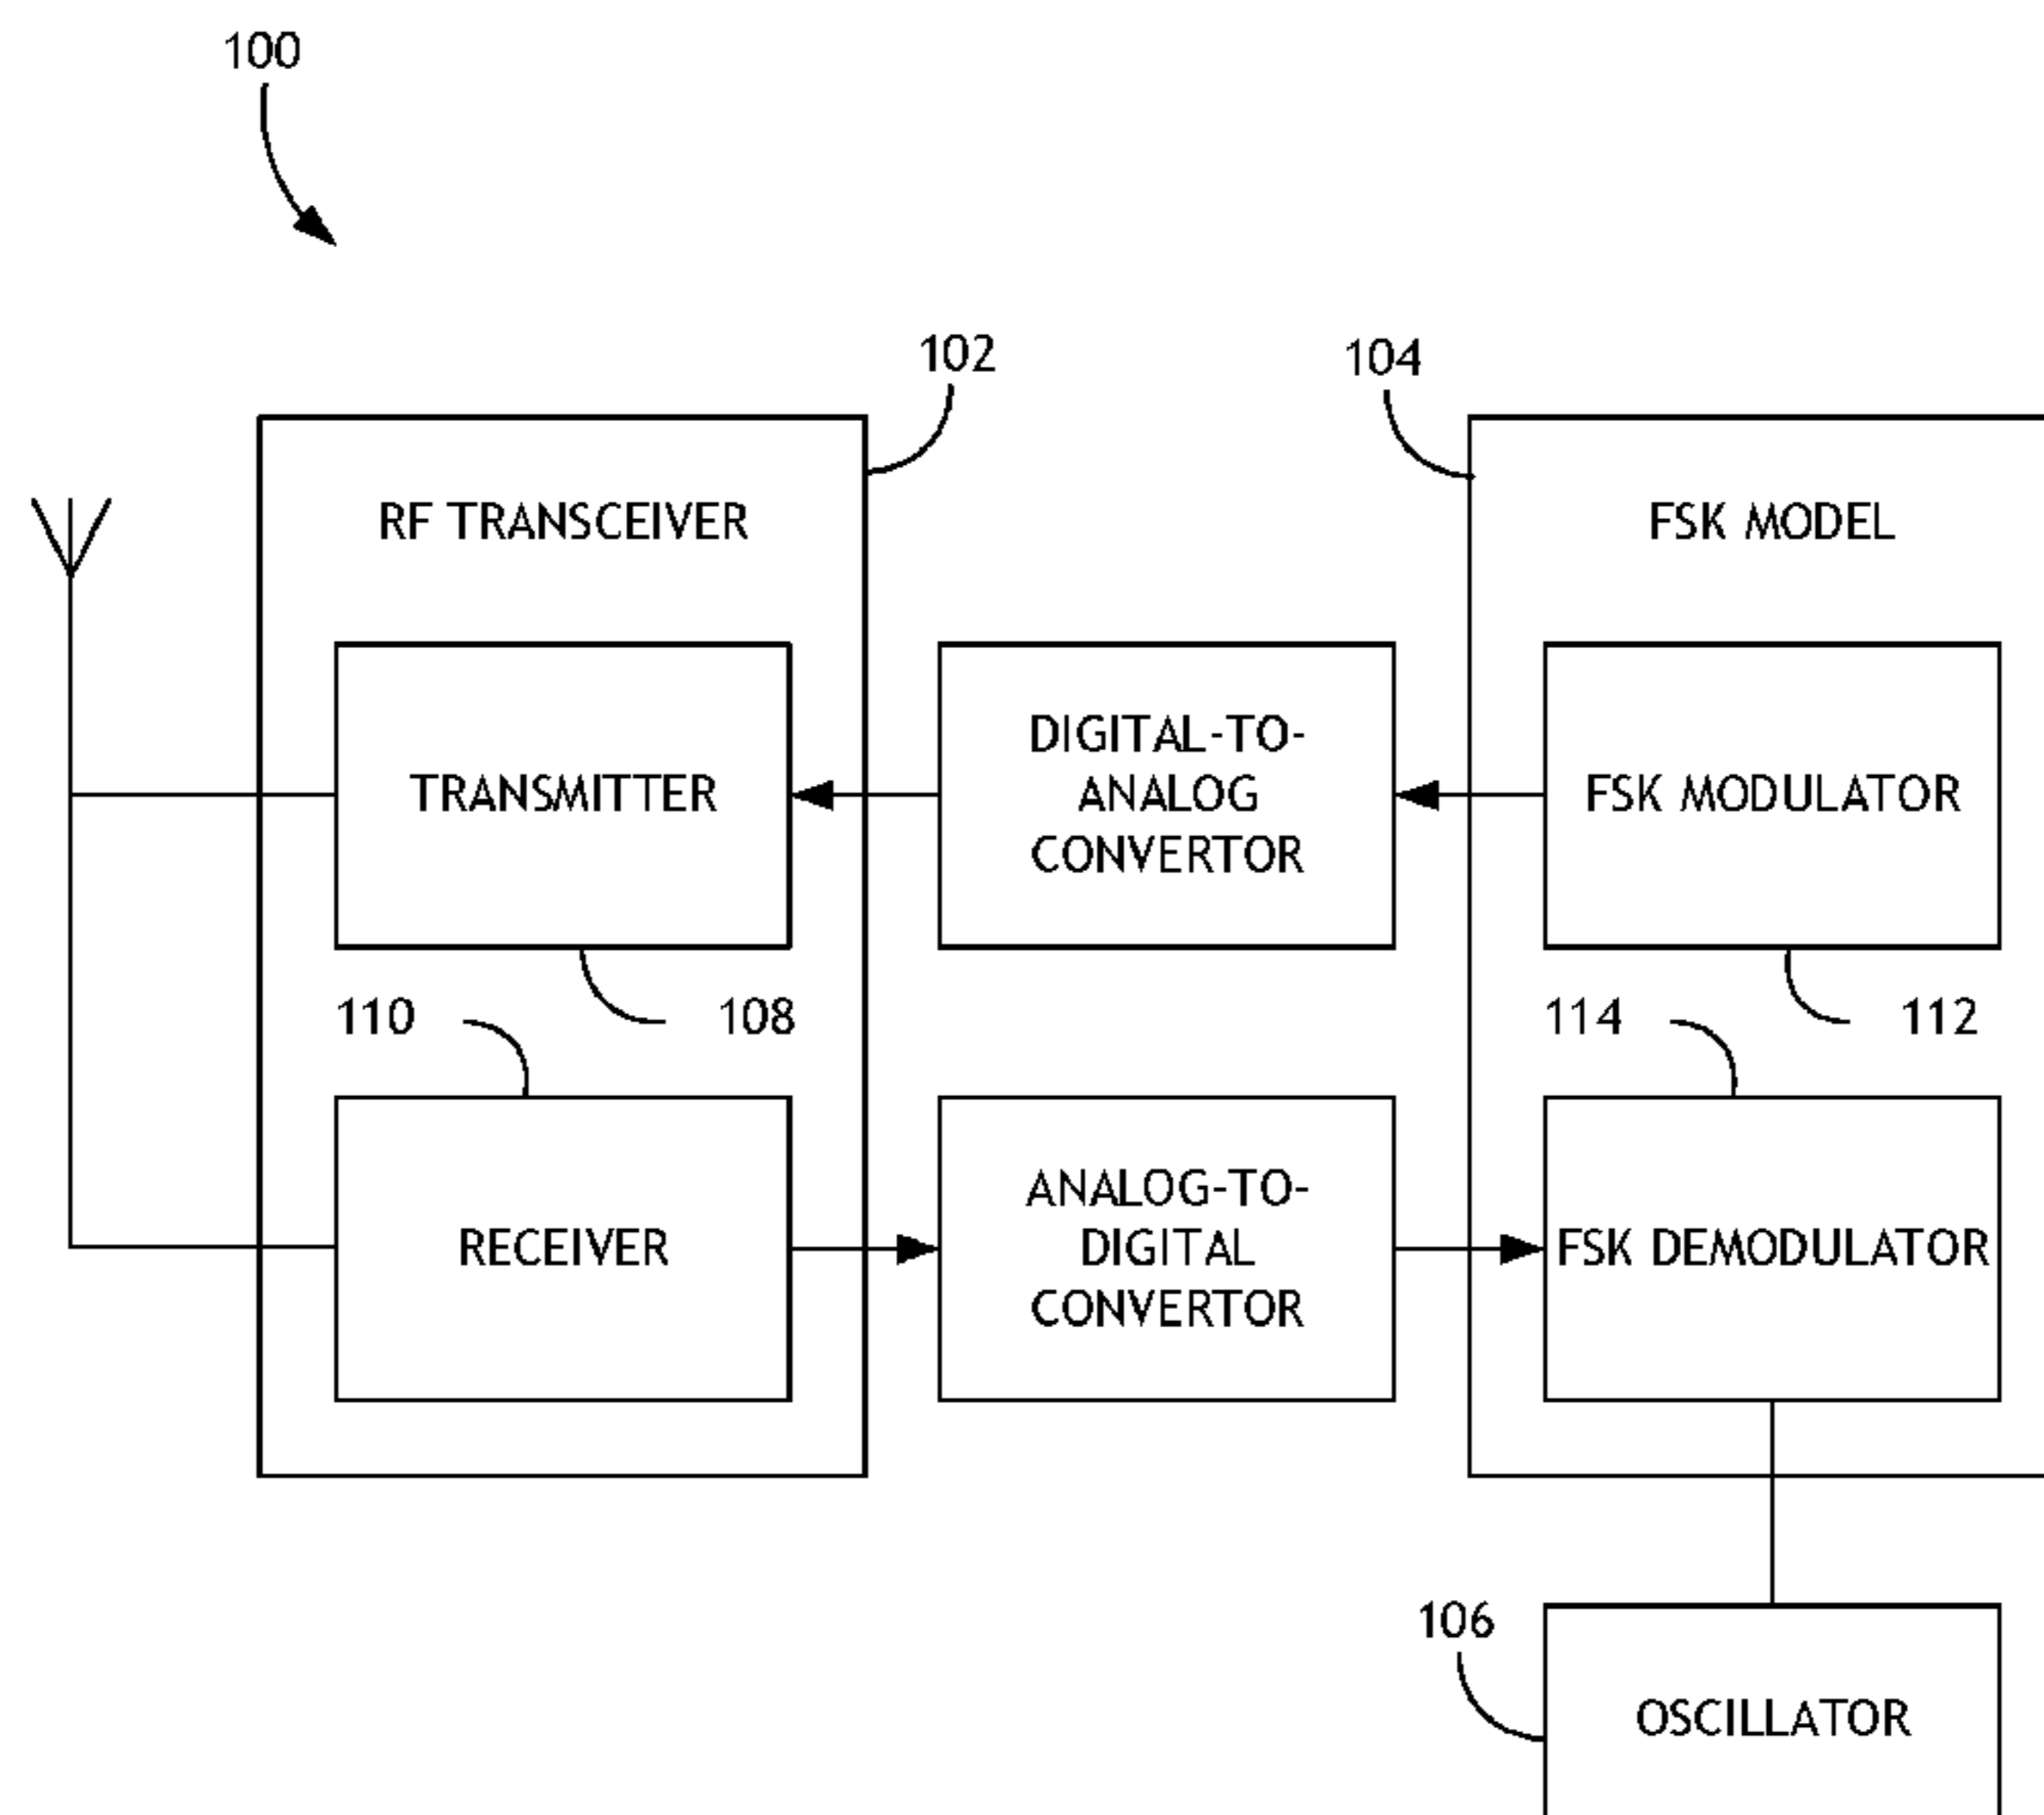 100
102
104
RF TRANSCEIVER
FSK MODEL
TRANSMITTER
DIGITAL-TO-
ANALOG
CONVERTOR
FSK MODULATOR
110
108
114
112
RECEIVER
ANALOG-TO-
DIGITAL
CONVERTOR
FSK DEMODULATOR
106
OSCILLATOR